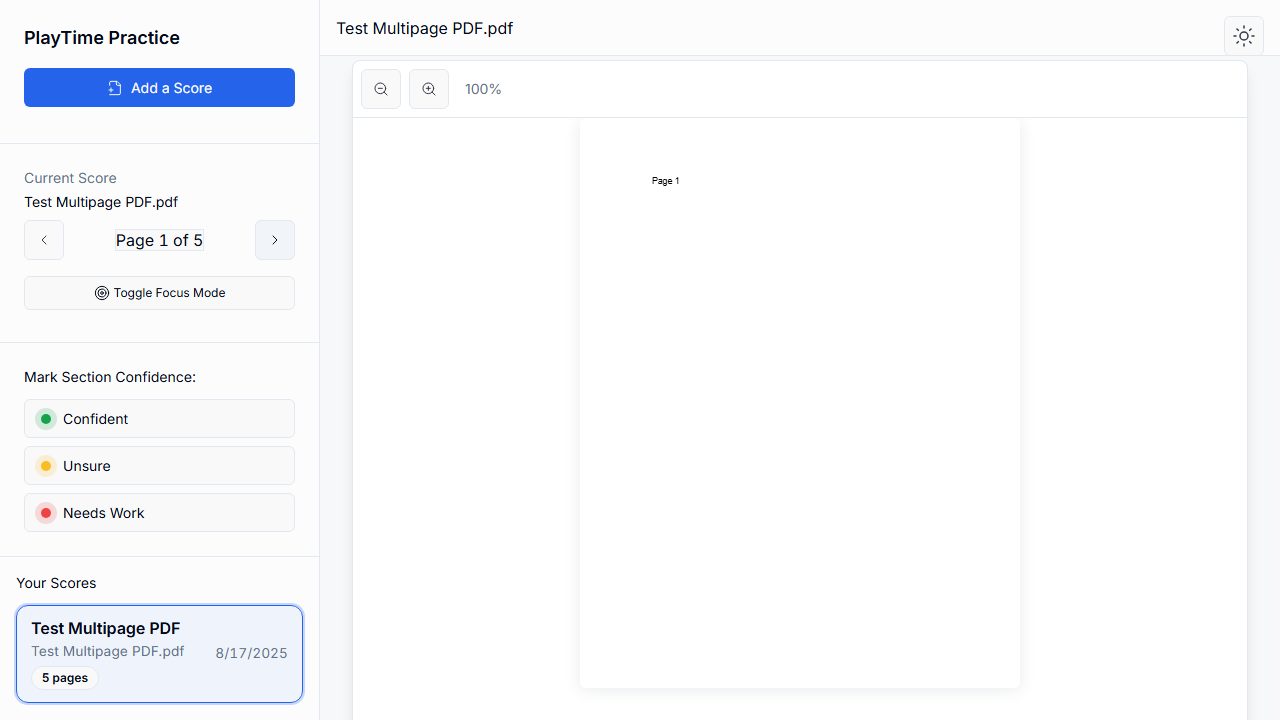 PlayTime Practice
Add a Score
Current Score
Test Multipage PDF.pdf
Page 1 of 5
Toggle Focus Mode
Mark Section Confidence:
Confident
Unsure
Needs Work
Your Scores
Test Multipage PDF
Test Multipage PDF.pdf
8/17/2025
5 pages
Test Multipage PDF.pdf
100%
Page 1